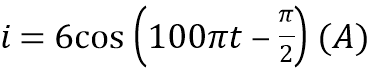 i = 6cos (100πt − π/2) (A)